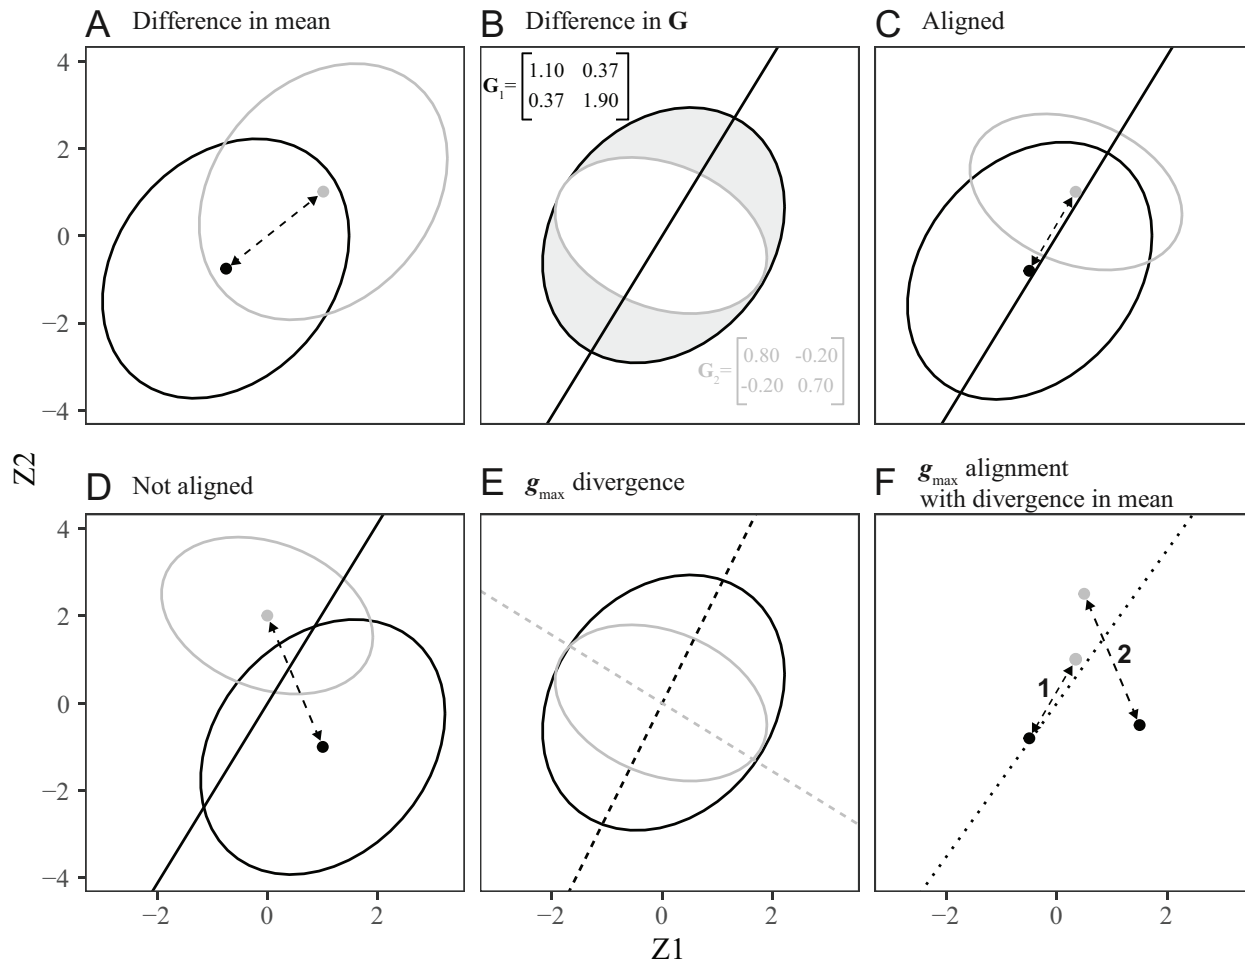 A Difference in mean
B Difference in G
C Aligned
4
2
0
−2
−4
G1=
1.10 0.37
0.37 1.90
G2=
0.80 -0.20
-0.20 0.70
Z2
D Not aligned
E gmax divergence
F gmax alignment
with divergence in mean
4
2
0
−2
−4
1
2
−2 0 2
−2 0 2
−2 0 2
Z1